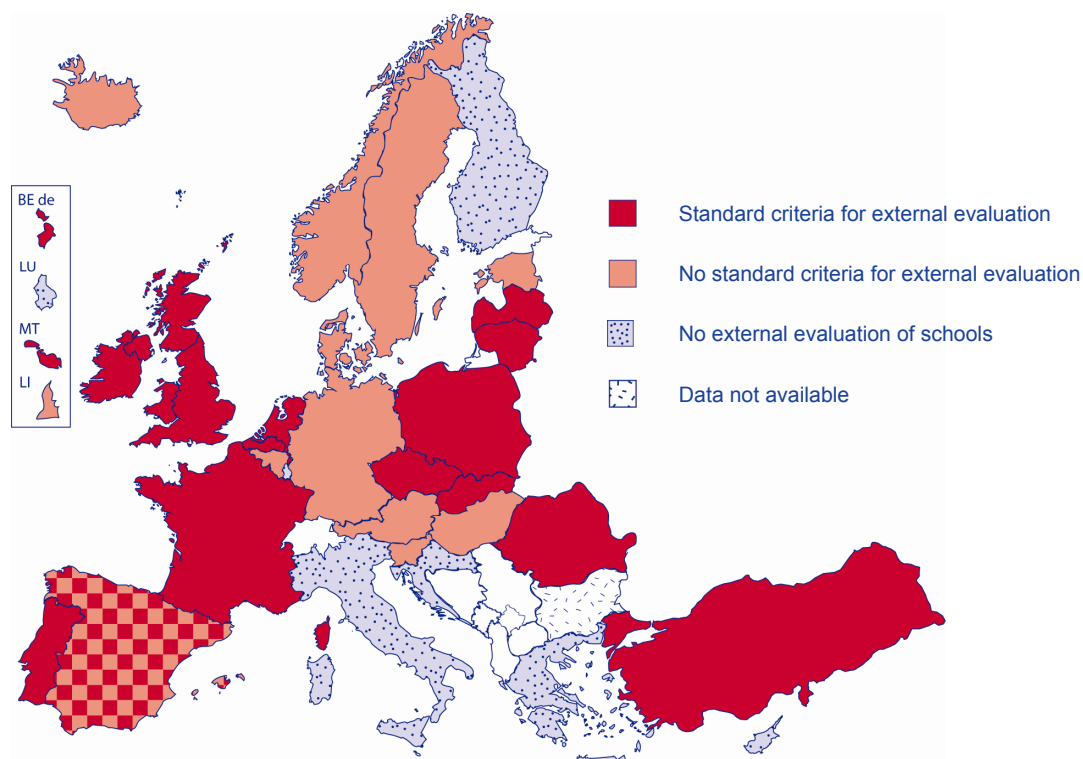 BE de
LU
MT
LI
Standard criteria for external evaluation
No standard criteria for external evaluation
No external evaluation of schools
Data not available